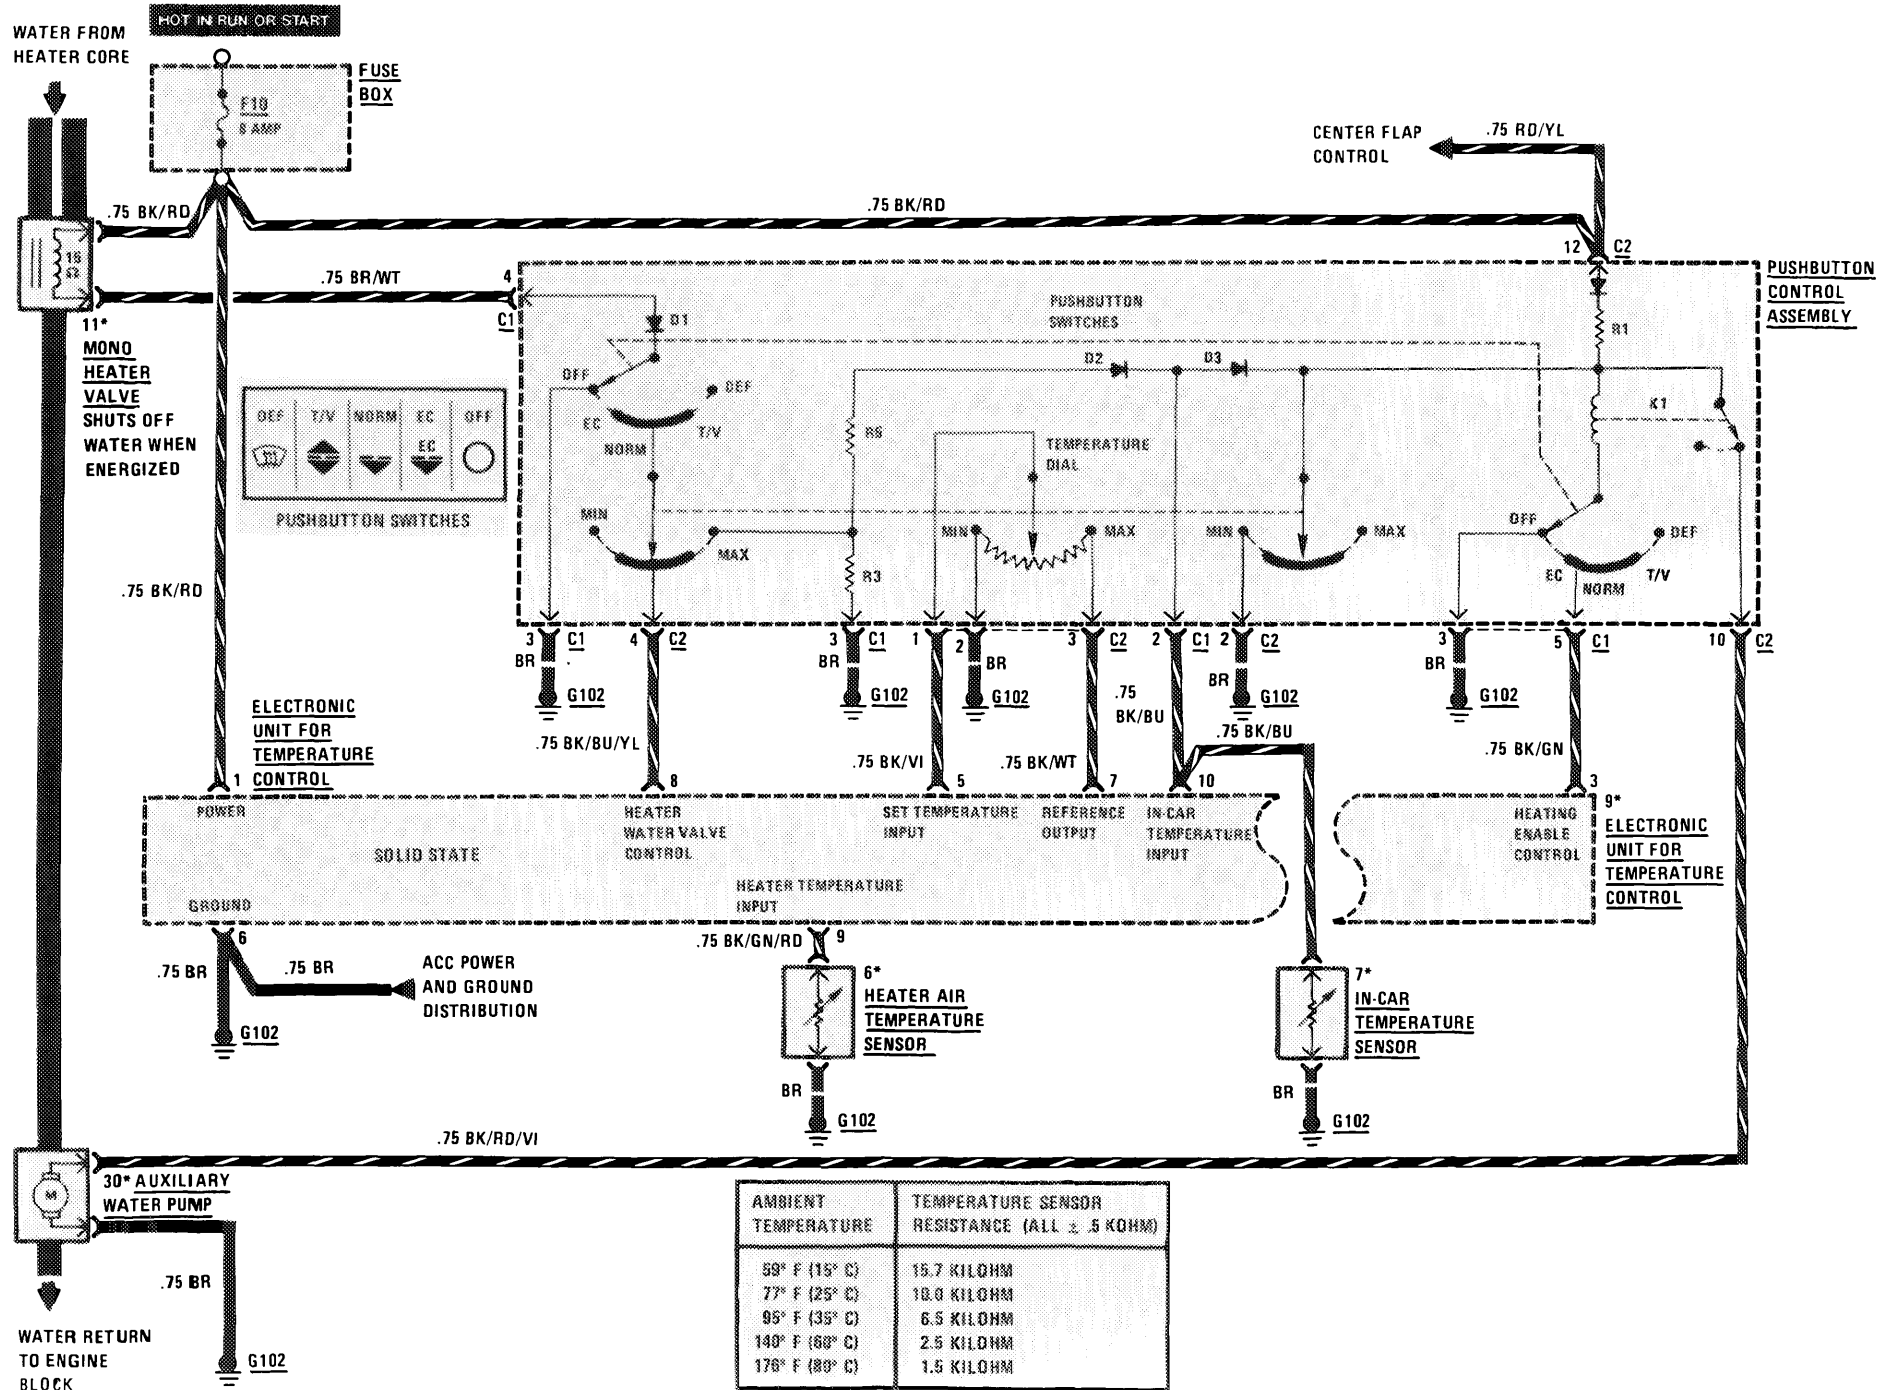 WATER FROM
HEATER CORE
HOT IN RUN OR START
FUSE
BOX
F10
8 AMP
CENTER FLAP
CONTROL
.75 RD/YL
.75 BK/RD
.75 BK/RD
12
C2
15
Ω
.75 BR/WT
4
C1
PUSHBUTTON
CONTROL
ASSEMBLY
11*
MONO
HEATER
VALVE
SHUTS OFF
WATER WHEN
ENERGIZED
PUSHBUTTON
SWITCHES
D1
R1
D2
D3
OFF
DEF
EC
T/V
NORM
K1
DEF
T/V
NORM
EC
OFF
EC
PUSHBUTTON SWITCHES
R6
TEMPERATURE
DIAL
MIN
MAX
MIN
MAX
MIN
MAX
OFF
DEF
R3
EC
NORM
T/V
.75 BK/RD
3
C1
4
C2
3
C1
1
2
3
C2
2
C1
2
C2
3
5
C1
10
C2
BR
BR
BR
BR
BR
G102
G102
G102
G102
G102
.75
BK/BU
.75 BK/BU
.75 BK/BU/YL
.75 BK/VI
.75 BK/WT
.75 BK/GN
ELECTRONIC
UNIT FOR
TEMPERATURE
CONTROL
1
8
5
7
10
3
POWER
SOLID STATE
HEATER
WATER VALVE
CONTROL
SET TEMPERATURE
INPUT
REFERENCE
OUTPUT
IN-CAR
TEMPERATURE
INPUT
HEATING
ENABLE
CONTROL
9*
ELECTRONIC
UNIT FOR
TEMPERATURE
CONTROL
HEATER TEMPERATURE
INPUT
GROUND
6
.75 BR
.75 BR
ACC POWER
AND GROUND
DISTRIBUTION
G102
.75 BK/GN/RD
9
6*
HEATER AIR
TEMPERATURE
SENSOR
7*
IN-CAR
TEMPERATURE
SENSOR
BR
G102
BR
G102
.75 BK/RD/VI
M
30* AUXILIARY
WATER PUMP
.75 BR
G102
WATER RETURN
TO ENGINE
BLOCK
AMBIENT
TEMPERATURE
TEMPERATURE SENSOR
RESISTANCE (ALL ± .5 KOHM)
59° F (15° C) 15.7 KILOHM
77° F (25° C) 10.0 KILOHM
95° F (35° C) 6.5 KILOHM
140° F (60° C) 2.5 KILOHM
176° F (80° C) 1.5 KILOHM